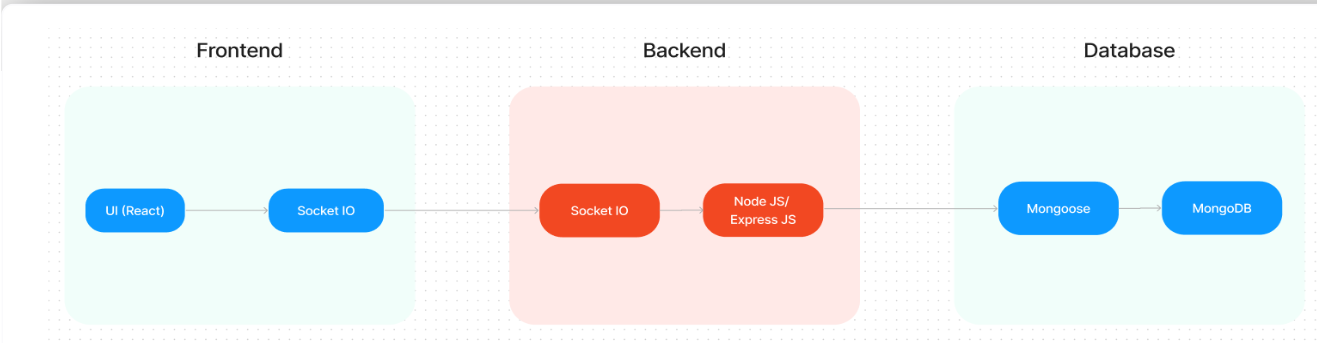 Frontend
Backend
Database
UI (React)
Socket IO
Socket IO
Node JS/
Express JS
Mongoose
MongoDB